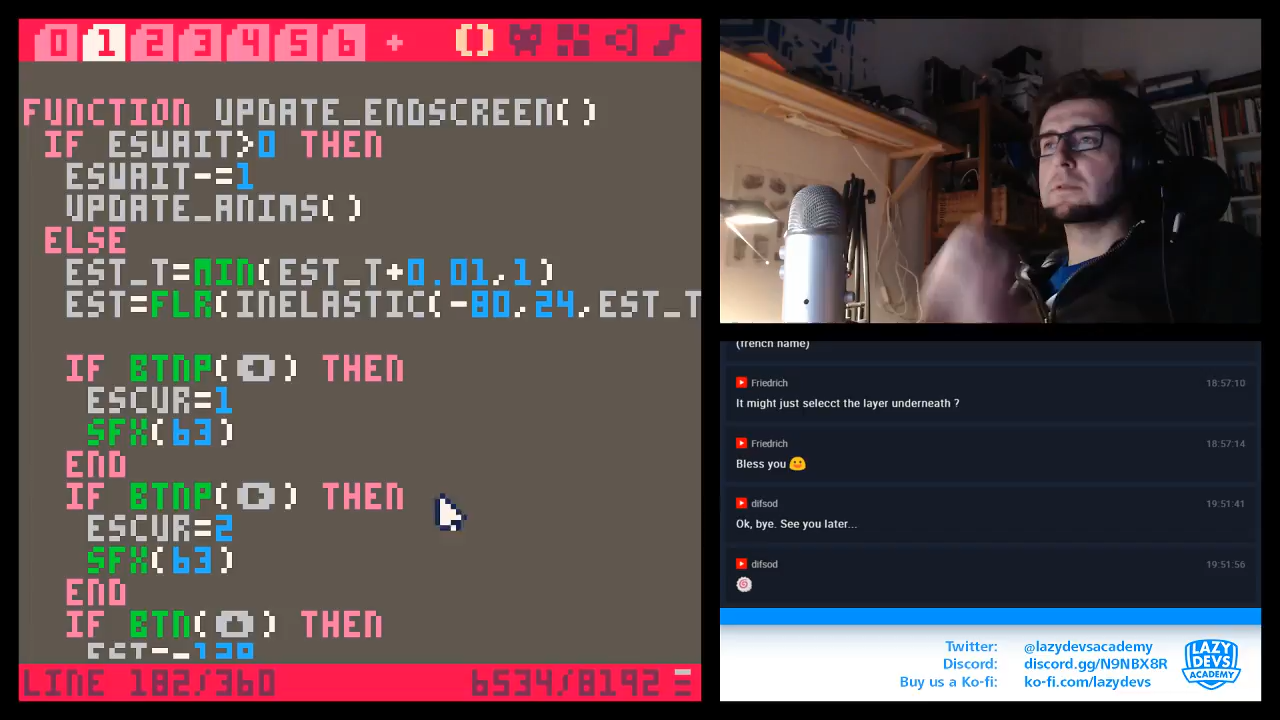 0 1 2 3 4 5 6 +
FUNCTION UPDATE_ENDSCREEN()
IF ESWAIT>0 THEN
ESWAIT-=1
UPDATE_ANIMS()
ELSE
EST_T=MIN(EST_T+0.01,1)
EST=FLR(INELASTIC(-80,24,EST_T
IF BTNP(⬅️) THEN
ESCUR=1
SFX(63)
END
IF BTNP(➡️) THEN
ESCUR=2
SFX(63)
END
IF BTN(⬆️) THEN
LINE 182/360 6534/8192
(french name)
Friedrich 18:57:10
It might just selecct the layer underneath ?
Friedrich 18:57:14
Bless you
difsod 19:51:41
Ok, bye. See you later...
difsod 19:51:56
Twitter: @lazydevsacademy
Discord: discord.gg/N9NBX8R
Buy us a Ko-fi: ko-fi.com/lazydevs
LAZY
DEVS
ACADEMY